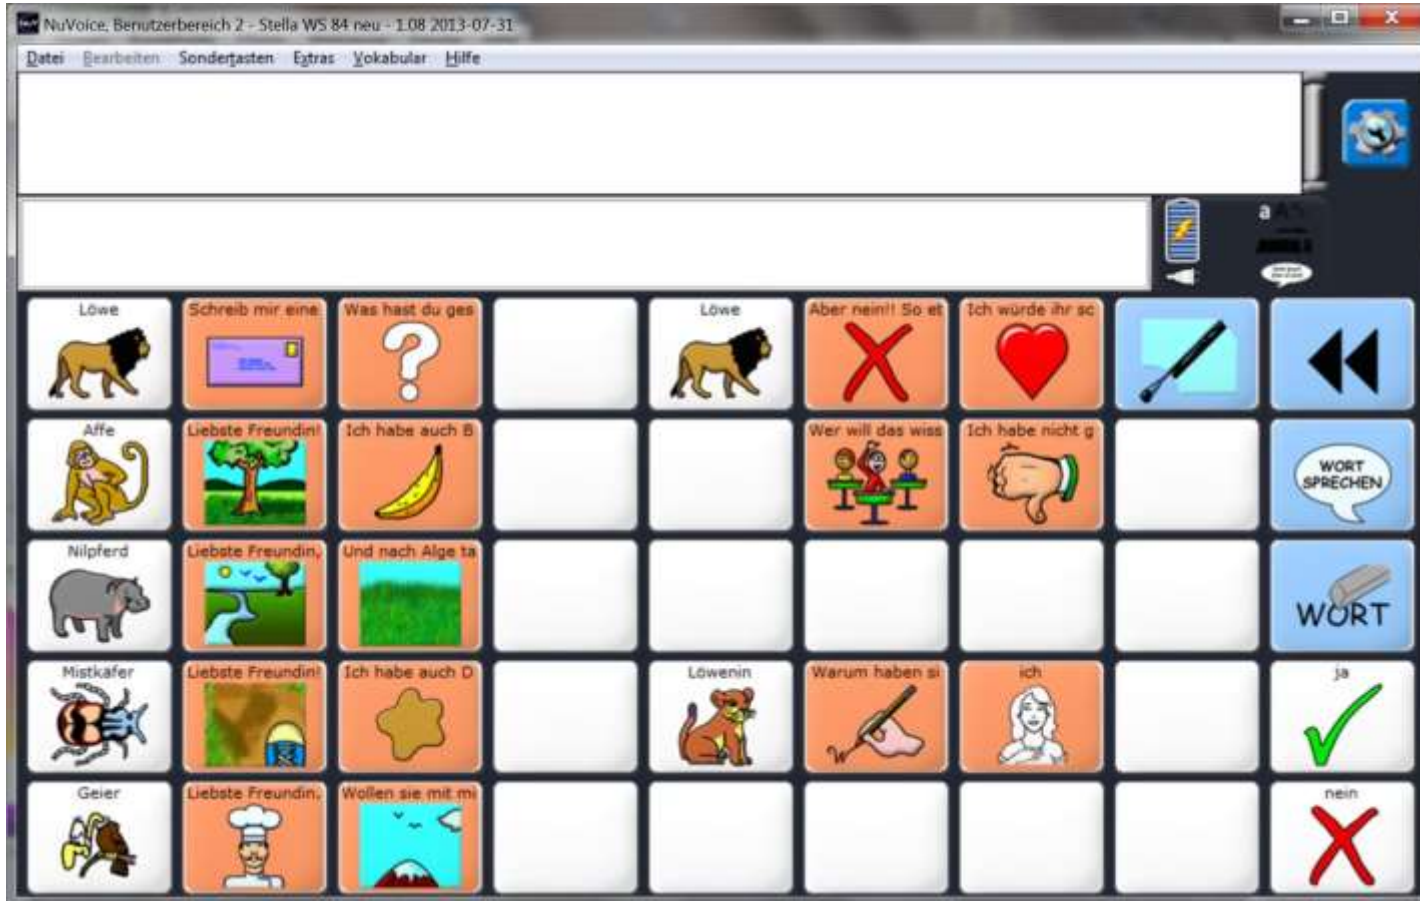 NuVoice, Benutzerbereich 2 - Stella WS 84 neu - 1.08 2013-07-31
Datei Bearbeiten Sondertasten Extras Vokabular Hilfe
Löwe Schreib mir eine Was hast du ges Löwe Aber nein!! So et Ich würde ihr sc
Affe Liebste Freundin! Ich habe auch B Wer will das wiss Ich habe nicht g
WORT
SPRECHEN
Nilpferd Liebste Freundin, Und nach Alge ta
WORT
Mistkäfer Liebste Freundin! Ich habe auch D Löwenin Warum haben si ich ja
Geier Liebste Freundin, Wollen sie mit mi nein